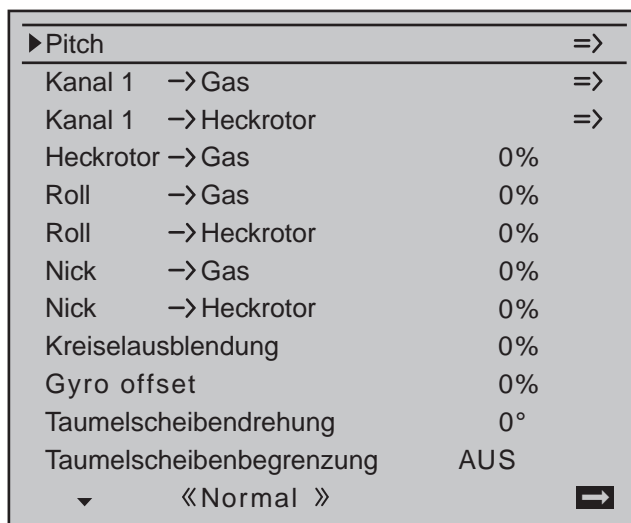 Pitch =>
Kanal 1 –> Gas =>
Kanal 1 –> Heckrotor =>
Heckrotor –> Gas 0%
Roll –> Gas 0%
Roll –> Heckrotor 0%
Nick –> Gas 0%
Nick –> Heckrotor 0%
Kreiselausblendung 0%
Gyro offset 0%
Taumelscheibendrehung 0°
Taumelscheibenbegrenzung AUS
«Normal »